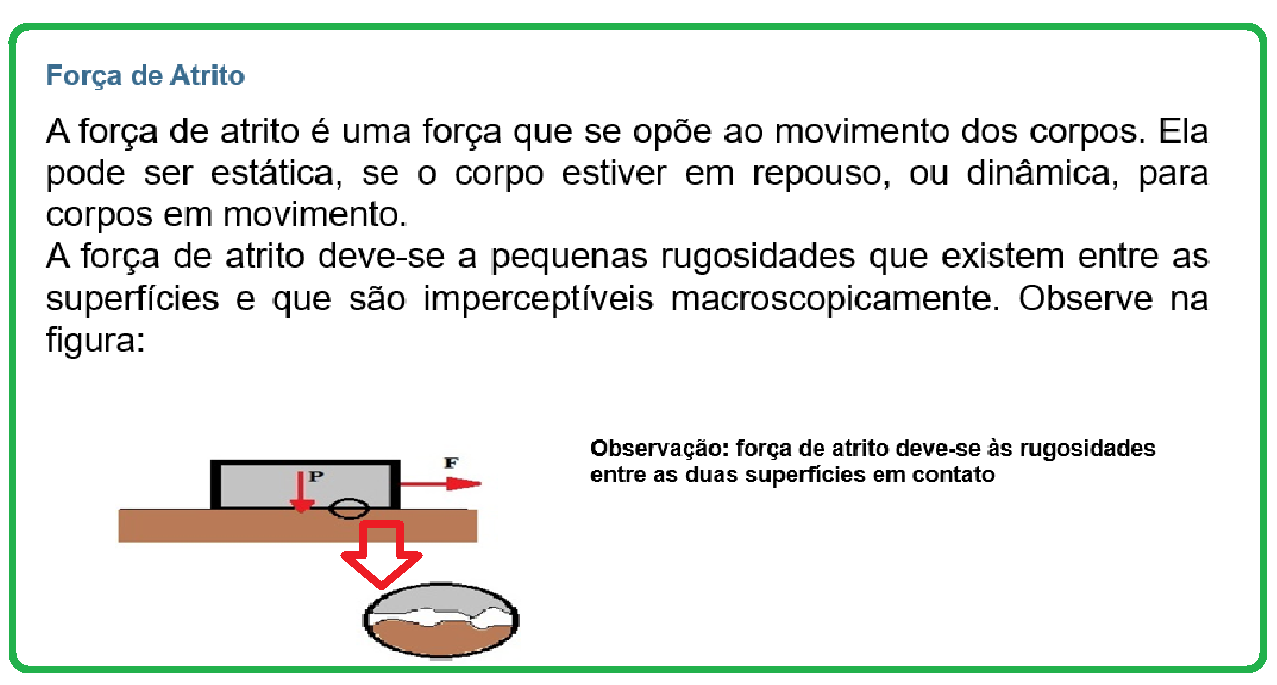 Força de Atrito
A força de atrito é uma força que se opõe ao movimento dos corpos. Ela
pode ser estática, se o corpo estiver em repouso, ou dinâmica, para
corpos em movimento.
A força de atrito deve-se a pequenas rugosidades que existem entre as
superfícies e que são imperceptíveis macroscopicamente. Observe na
figura:
Observação: força de atrito deve-se às rugosidades
entre as duas superfícies em contato
F
P